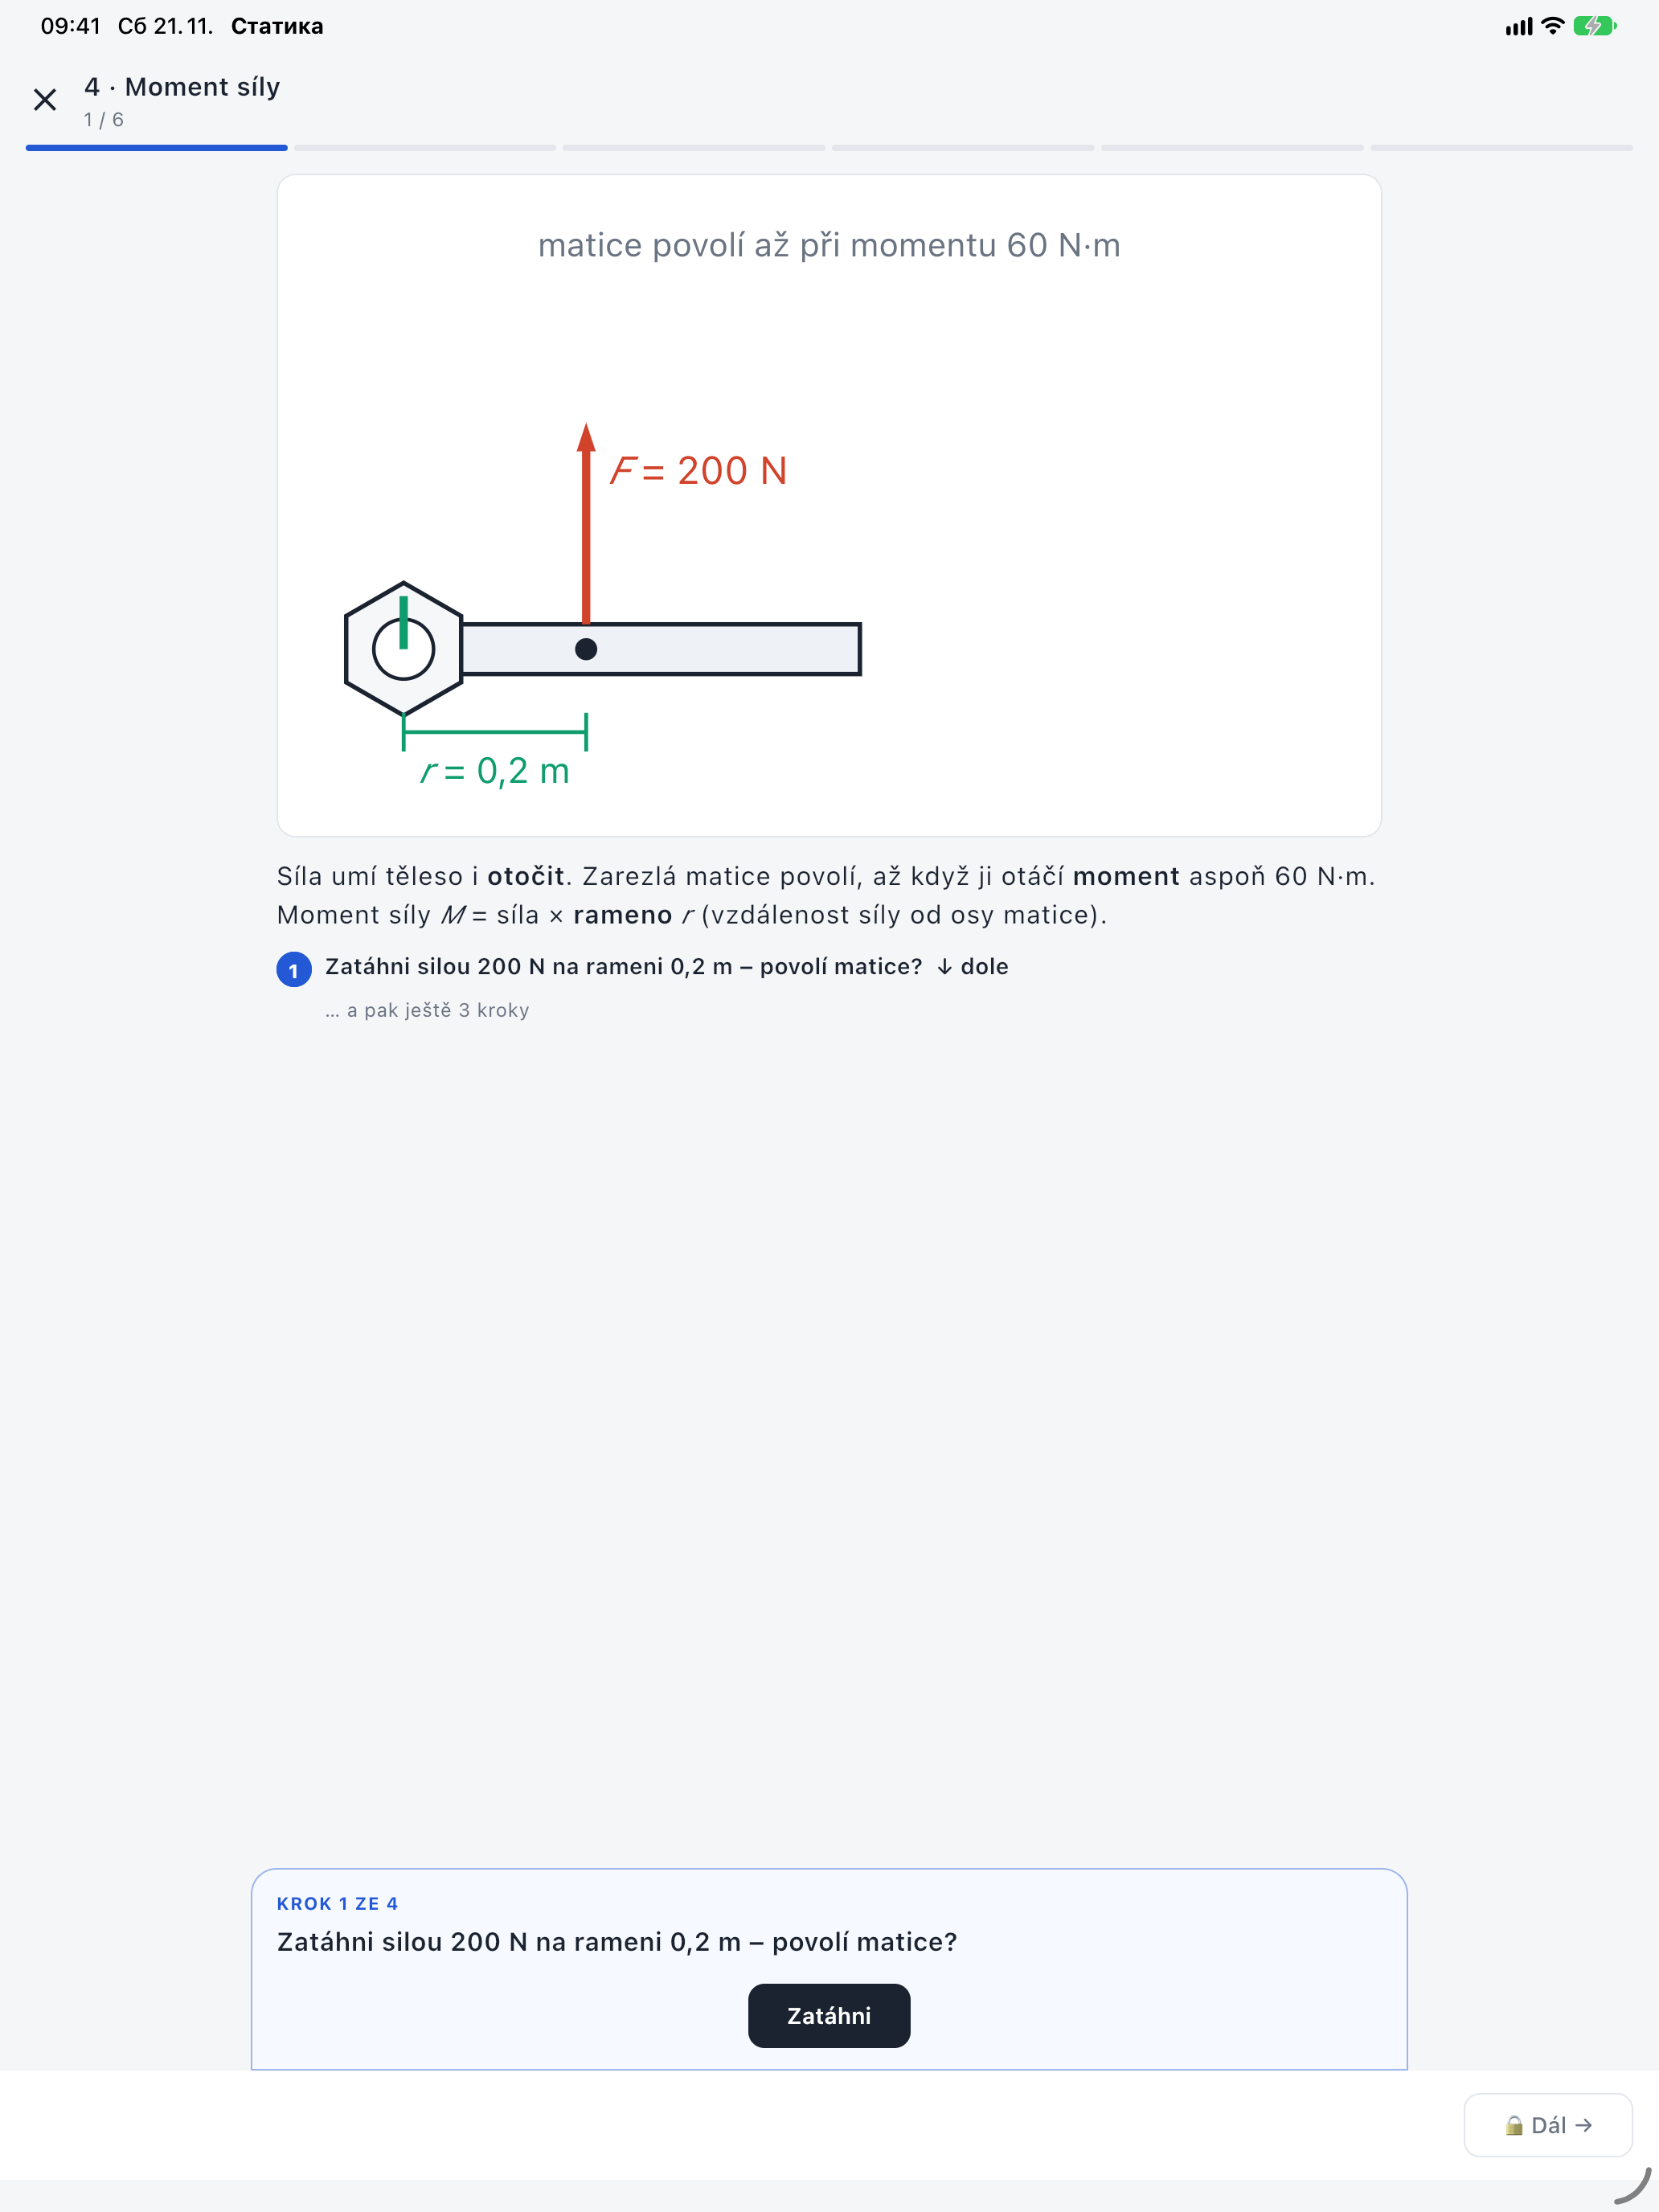 09:41 Сб 21.11. Статика
4 · Moment síly
1 / 6
matice povolí až při momentu 60 N·m
F = 200 N
r = 0,2 m
Síla umí těleso i otočit. Zarezlá matice povolí, až když ji otáčí moment aspoň 60 N·m.
Moment síly M = síla × rameno r (vzdálenost síly od osy matice).
1 Zatáhni silou 200 N na rameni 0,2 m – povolí matice? ↓ dole
… a pak ještě 3 kroky
KROK 1 ZE 4
Zatáhni silou 200 N na rameni 0,2 m – povolí matice?
Zatáhni
🔒 Dál →